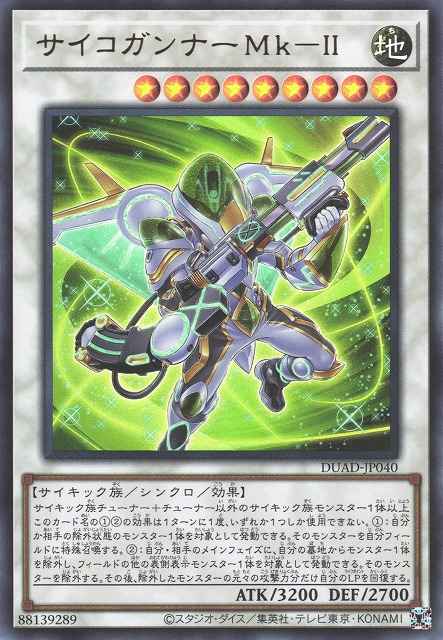 サイコガンナーMk-II
地
DUAD-JP040
【サイキック族／シンクロ／効果】
サイキック族チューナー＋チューナー以外のサイキック族モンスター1体以上
このカード名の①②の効果は1ターンに1度、いずれか1つしか使用できない。①：自分
か相手の除外状態のモンスター1体を対象として発動できる。そのモンスターを自分フィール
ドに特殊召喚する。②：自分・相手のメインフェイズに、自分の墓地からモンスター1体
を除外し、フィールドの他の表側表示モンスター1体を対象として発動できる。そのモンス
ターを除外する。その後、除外したモンスターの元々の攻撃力分だけ自分のLPを回復する。
ATK/3200 DEF/2700
88139289
©スタジオ・ダイス／集英社・テレビ東京・KONAMI